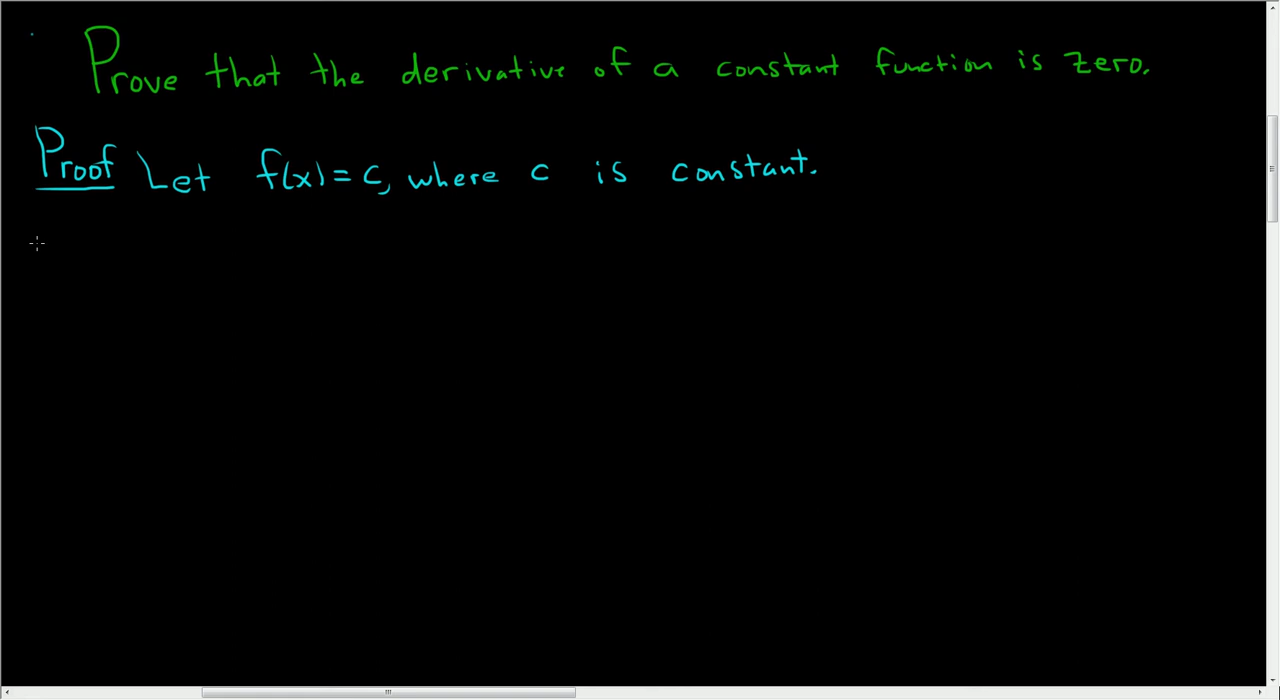 Prove that the derivative of a constant function is zero.
Proof Let f(x) = c, where c is constant.